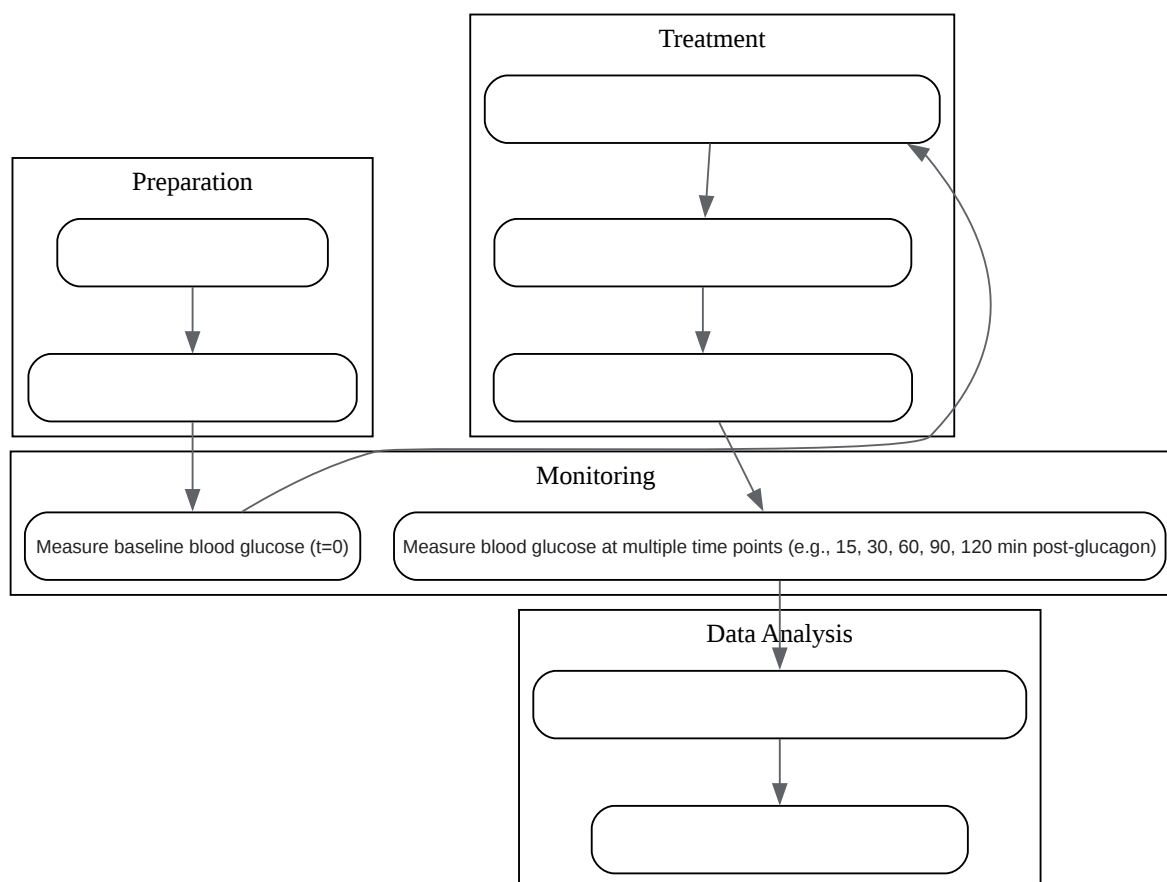 Treatment
Preparation
Monitoring
Measure baseline blood glucose (t=0)
Measure blood glucose at multiple time points (e.g., 15, 30, 60, 90, 120 min post-glucagon)
Data Analysis